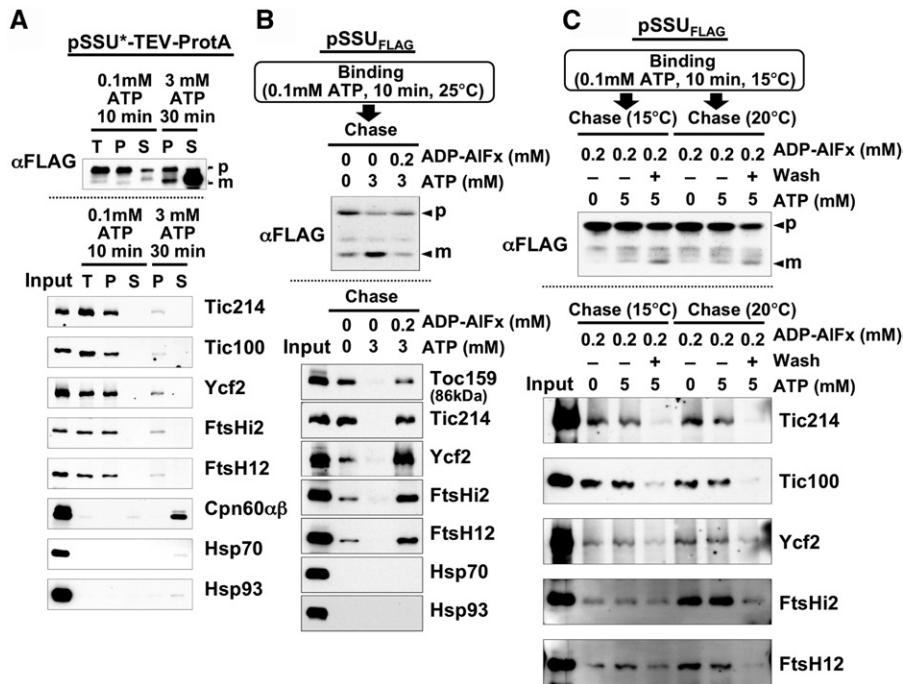 A
pSSU*-TEV-ProtA
0.1mM ATP 10 min
3 mM ATP 30 min
T P S P S
αFLAG
p
m
0.1mM ATP 10 min
3 mM ATP 30 min
Input T P S P S
Tic214
Tic100
Ycf2
FtsHi2
FtsH12
Cpn60αβ
Hsp70
Hsp93
B
pSSUFLAG
Binding
(0.1mM ATP, 10 min, 25°C)
Chase
0 0 0.2 ADP-AlFx (mM)
0 3 3 ATP (mM)
αFLAG
p
m
Chase
0 0 0.2 ADP-AlFx (mM)
Input 0 3 3 ATP (mM)
Toc159
(86kDa)
Tic214
Ycf2
FtsHi2
FtsH12
Hsp70
Hsp93
C
pSSUFLAG
Binding
(0.1mM ATP, 10 min, 15°C)
Chase (15°C) Chase (20°C)
0.2 0.2 0.2 0.2 0.2 0.2 ADP-AlFx (mM)
– – + – – + Wash
0 5 5 0 5 5 ATP (mM)
αFLAG
p
m
Chase (15°C) Chase (20°C)
0.2 0.2 0.2 0.2 0.2 0.2 ADP-AlFx (mM)
– – + – – + Wash
Input 0 5 5 0 5 5 ATP (mM)
Tic214
Tic100
Ycf2
FtsHi2
FtsH12